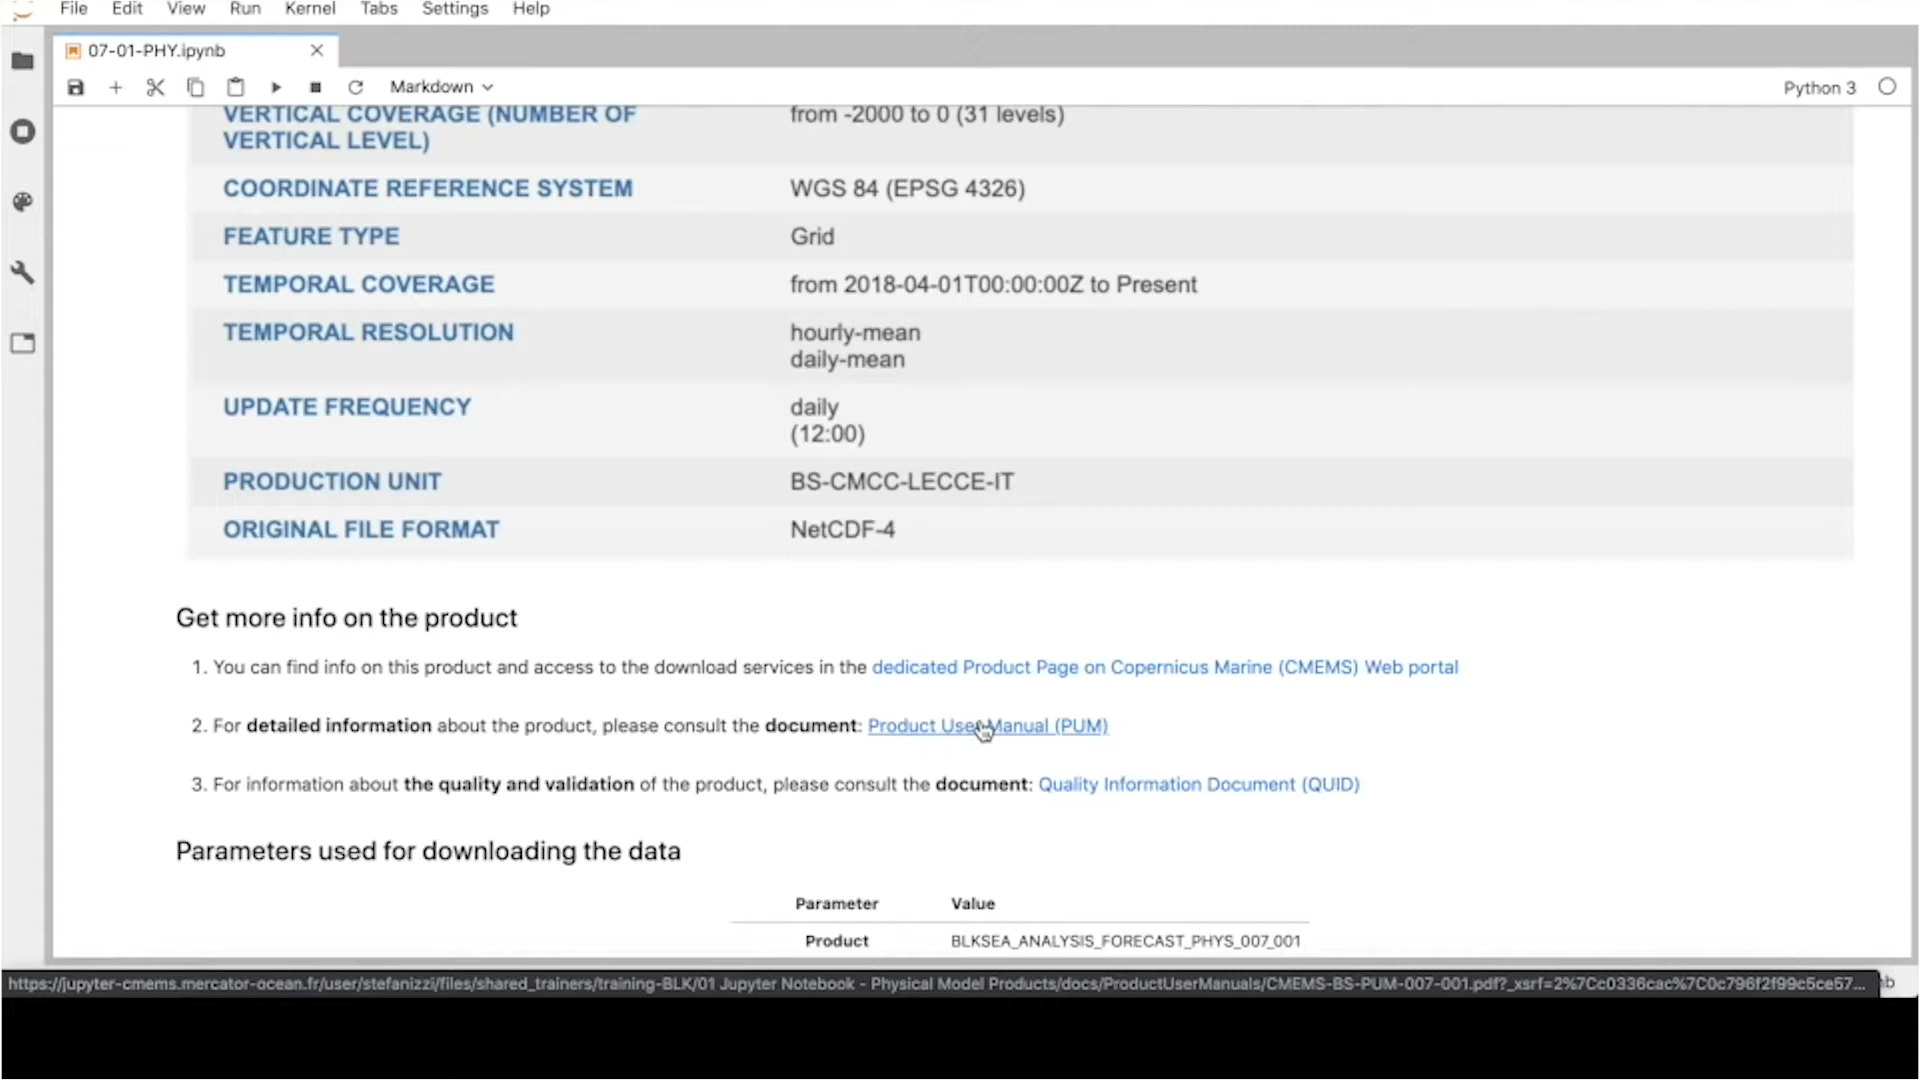 File Edit View Run Kernel Tabs Settings Help
07-01-PHY.ipynb
Markdown
Python 3
VERTICAL COVERAGE (NUMBER OF VERTICAL LEVEL)
from -2000 to 0 (31 levels)
COORDINATE REFERENCE SYSTEM
WGS 84 (EPSG 4326)
FEATURE TYPE
Grid
TEMPORAL COVERAGE
from 2018-04-01T00:00:00Z to Present
TEMPORAL RESOLUTION
hourly-mean
daily-mean
UPDATE FREQUENCY
daily
(12:00)
PRODUCTION UNIT
BS-CMCC-LECCE-IT
ORIGINAL FILE FORMAT
NetCDF-4
Get more info on the product
1. You can find info on this product and access to the download services in the dedicated Product Page on Copernicus Marine (CMEMS) Web portal
2. For detailed information about the product, please consult the document: Product User Manual (PUM)
3. For information about the quality and validation of the product, please consult the document: Quality Information Document (QUID)
Parameters used for downloading the data
Parameter Value
Product BLKSEA_ANALYSIS_FORECAST_PHYS_007_001
https://jupyter-cmems.mercator-ocean.fr/user/stefanizzi/files/shared_trainers/training-BLK/01 Jupyter Notebook - Physical Model Products/docs/ProductUserManuals/CMEMS-BS-PUM-007-001.pdf?_xsrf=2%7Cc0336cac%7C0c796f2f99c5ce57...